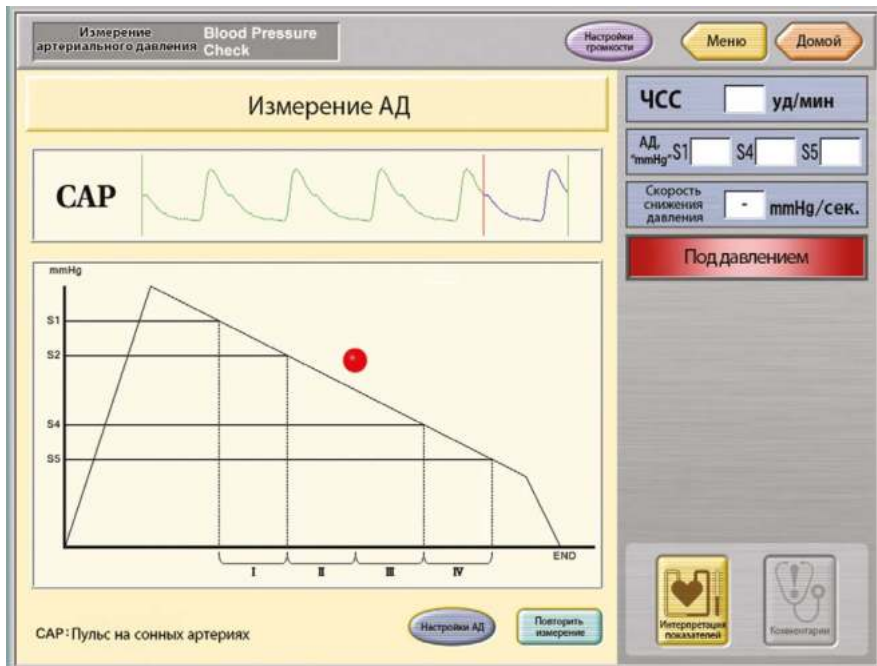 Измерение
артериального давления
Blood Pressure
Check
Настройки
громкости
Меню
Домой
Измерение АД
CAP
mmHg
S1
S2
S4
S5
END
I
II
III
IV
CAP:Пульс на сонных артериях
Настройки АД
Повторить
измерение
ЧСС уд/мин
АД,
"mmHg" S1 S4 S5
Скорость
снижения
давления
- mmHg/сек.
Под давлением
Интерпретация
показателей
Комментарии